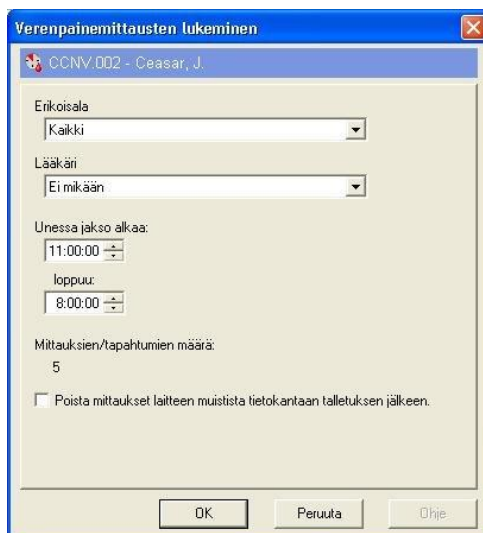 Verenpainemittausten lukeminen
CCNV.002 - Ceasar, J.
Erikoisala
Kaikki
Lääkäri
Ei mikään
Unessa jakso alkaa:
11:00:00
loppuu:
8:00:00
Mittauksien/tapahtumien määrä:
5
Poista mittaukset laitteen muistista tietokantaan talletuksen jälkeen.
OK Peruuta Ohje